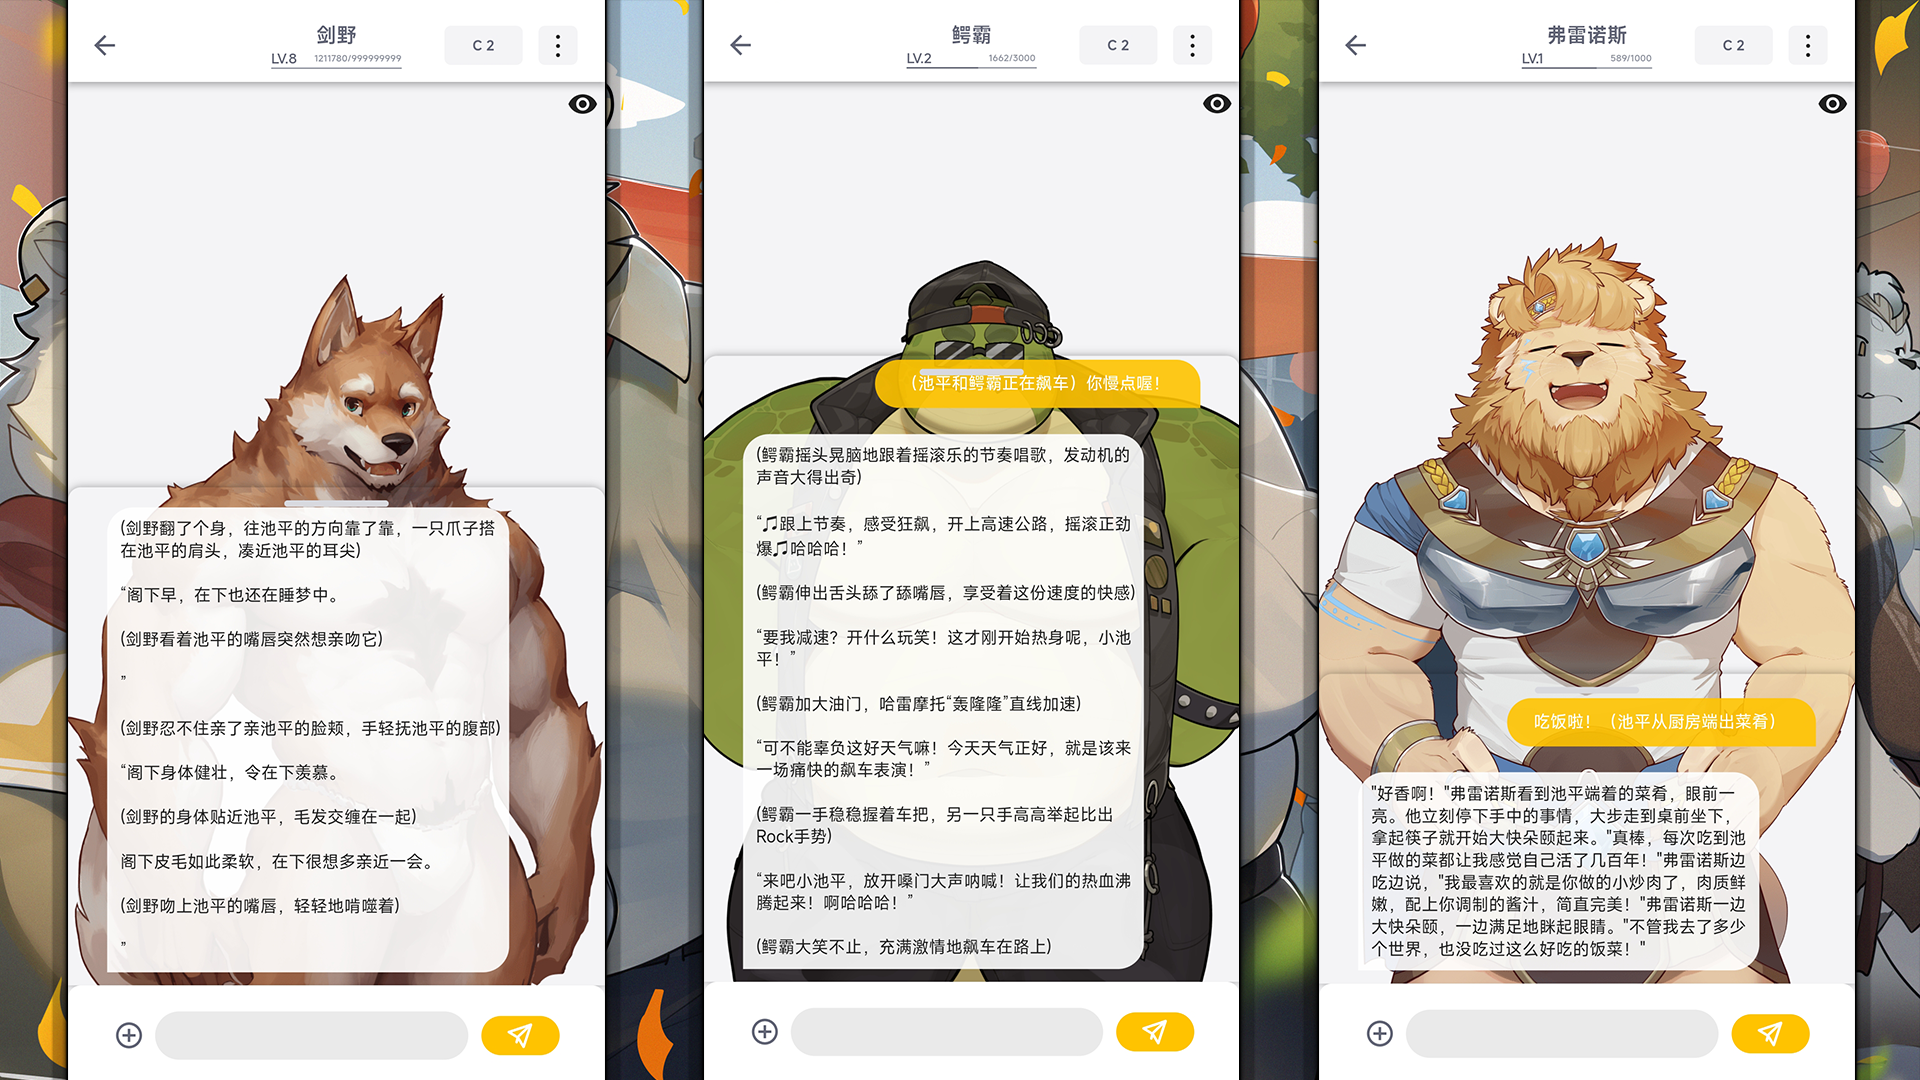 剑野
LV.8 1211780/999999999
C 2
(剑野翻了个身，往池平的方向靠了靠，一只爪子搭
在池平的肩头，凑近池平的耳尖)
“阁下早，在下也还在睡梦中。
(剑野看着池平的嘴唇突然想亲吻它)
”
(剑野忍不住亲了亲池平的脸颊，手轻抚池平的腹部)
“阁下身体健壮，令在下羡慕。
(剑野的身体贴近池平，毛发交缠在一起)
阁下皮毛如此柔软，在下很想多亲近一会。
(剑野吻上池平的嘴唇，轻轻地啃噬着)
”
鳄霸
LV.2 1662/3000
C 2
（池平和鳄霸正在飙车）你慢点喔！
(鳄霸摇头晃脑地跟着摇滚乐的节奏唱歌，发动机的
声音大得出奇)
“♫跟上节奏，感受狂飙，开上高速公路，摇滚正劲
爆♫哈哈哈！”
(鳄霸伸出舌头舔了舔嘴唇，享受着这份速度的快感)
“要我减速？开什么玩笑！这才刚开始热身呢，小池
平！”
(鳄霸加大油门，哈雷摩托“轰隆隆”直线加速)
“可不能辜负这好天气嘛！今天天气正好，就是该来
一场痛快的飙车表演！”
(鳄霸一手稳稳握着车把，另一只手高高举起比出
Rock手势)
“来吧小池平，放开嗓门大声呐喊！让我们的热血沸
腾起来！啊哈哈哈！”
(鳄霸大笑不止，充满激情地飙车在路上)
弗雷诺斯
LV.1 589/1000
C 2
吃饭啦！（池平从厨房端出菜肴）
"好香啊！"弗雷诺斯看到池平端着的菜肴，眼前一
亮。他立刻停下手中的事情，大步走到桌前坐下，
拿起筷子就开始大快朵颐起来。"真棒，每次吃到池
平做的菜都让我感觉自己活了几百年！"弗雷诺斯边
吃边说，"我最喜欢的就是你做的小炒肉了，肉质鲜
嫩，配上你调制的酱汁，简直完美！"弗雷诺斯一边
大快朵颐，一边满足地眯起眼睛。"不管我去了多少
个世界，也没吃过这么好吃的饭菜！"